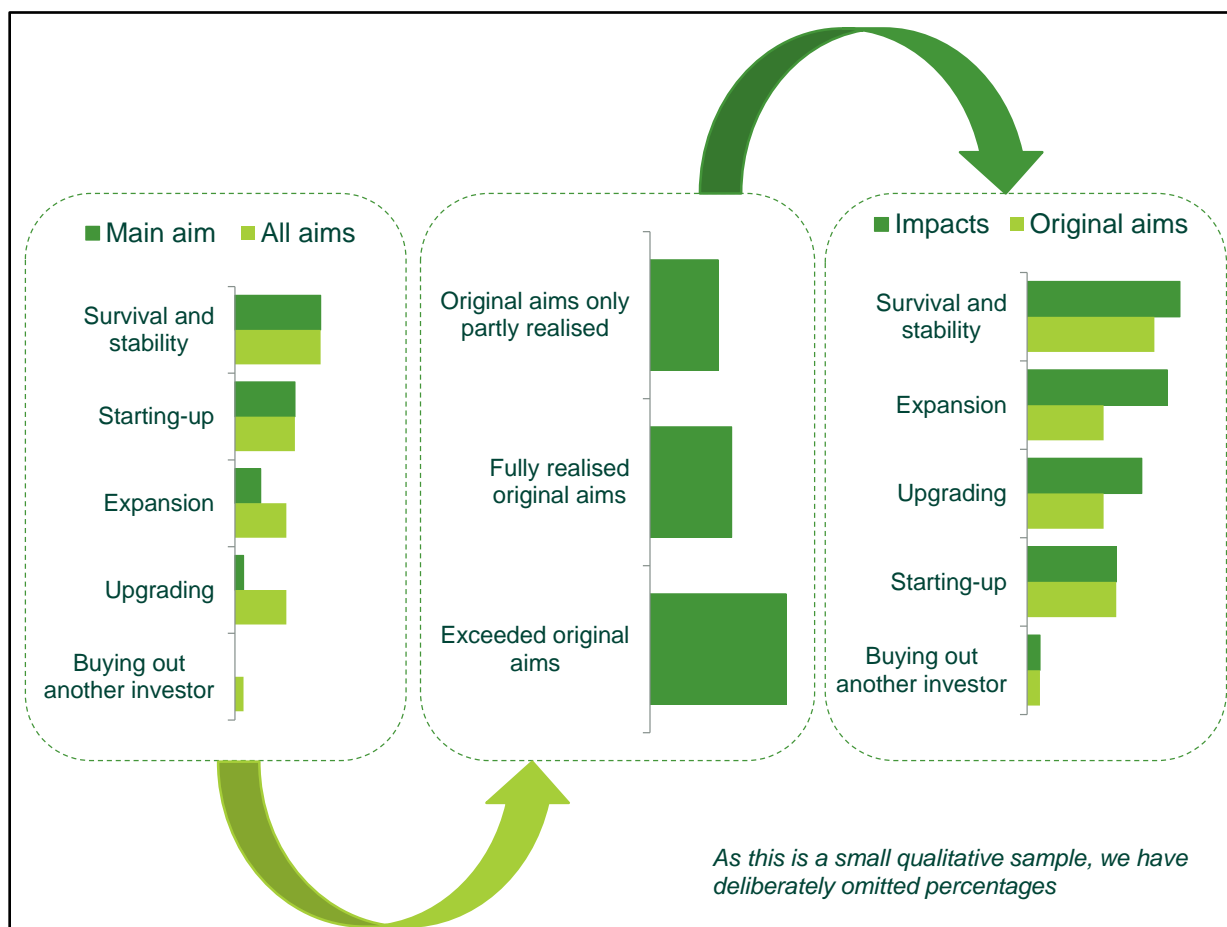 Main aim All aims
Survival and
stability
Starting-up
Expansion
Upgrading
Buying out
another investor
Original aims only
partly realised
Fully realised
original aims
Exceeded original
aims
Impacts Original aims
Survival and
stability
Expansion
Upgrading
Starting-up
Buying out
another investor
As this is a small qualitative sample, we have
deliberately omitted percentages